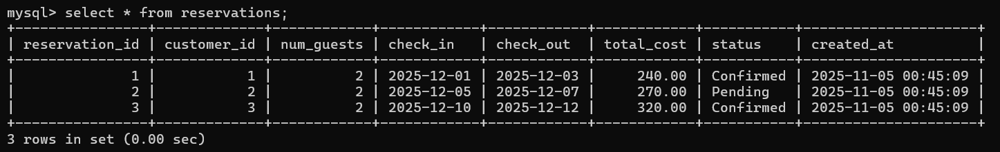 mysql> select * from reservations;
+----------------+-------------+------------+------------+------------+------------+-----------+---------------------+
| reservation_id | customer_id | num_guests | check_in   | check_out  | total_cost | status    | created_at          |
+----------------+-------------+------------+------------+------------+------------+-----------+---------------------+
|              1 |           1 |          2 | 2025-12-01 | 2025-12-03 |     240.00 | Confirmed | 2025-11-05 00:45:09 |
|              2 |           2 |          2 | 2025-12-05 | 2025-12-07 |     270.00 | Pending   | 2025-11-05 00:45:09 |
|              3 |           3 |          2 | 2025-12-10 | 2025-12-12 |     320.00 | Confirmed | 2025-11-05 00:45:09 |
+----------------+-------------+------------+------------+------------+------------+-----------+---------------------+
3 rows in set (0.00 sec)